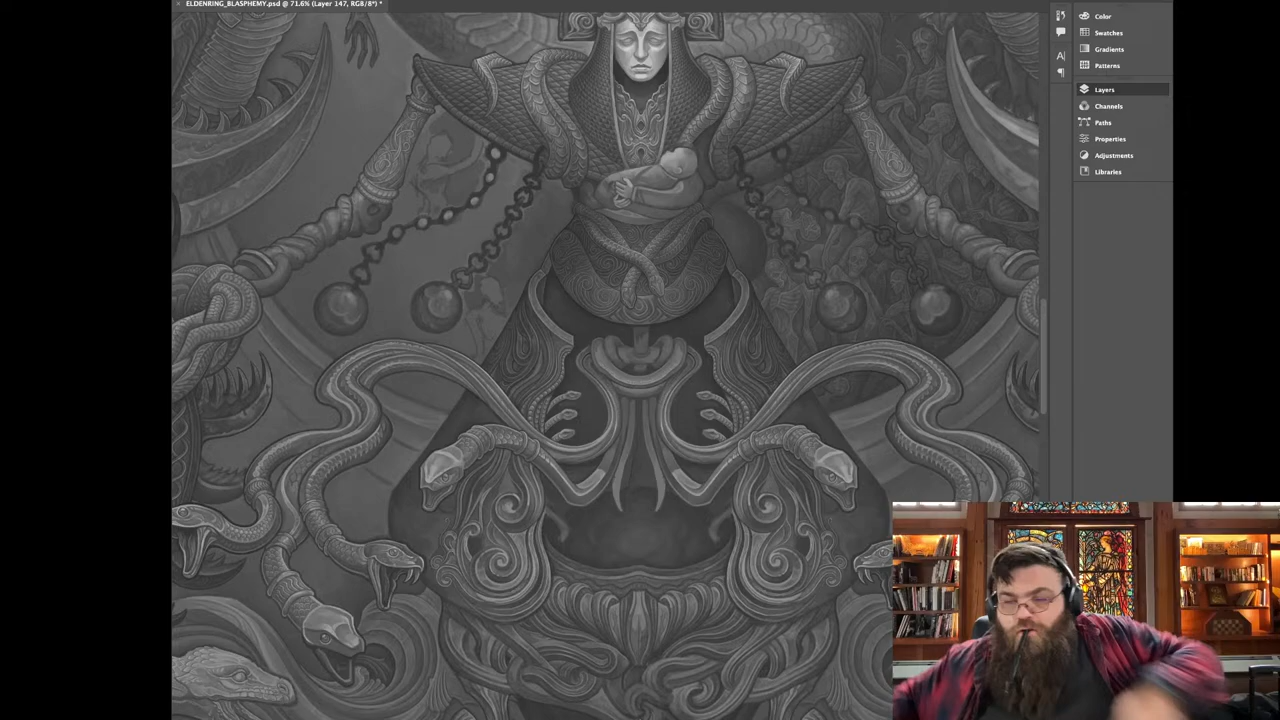 × ELDENRING_BLASPHEMY.psd @ 71.6% (Layer 147, RGB/8*) *
Color
Swatches
Gradients
Patterns
Layers
Channels
Paths
Properties
Adjustments
Libraries